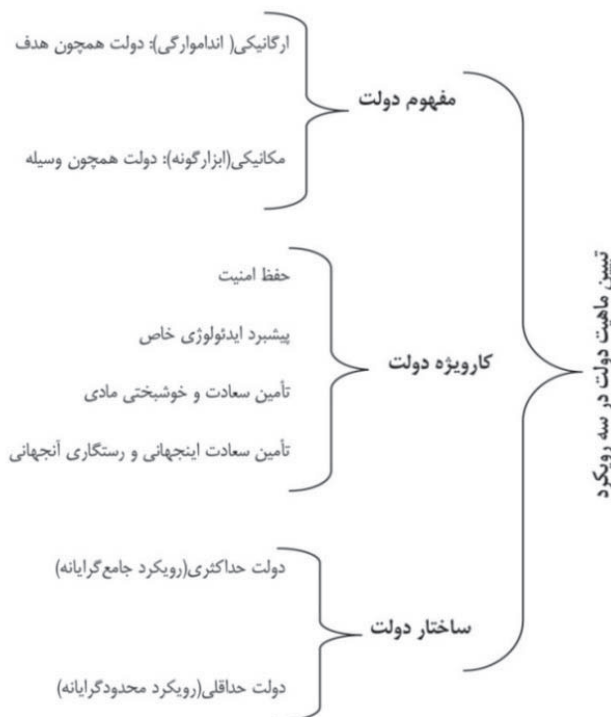 تبیین ماهیت دولت در سه رویکرد
مفهوم دولت
ارگانیکی( انداموارگی): دولت همچون هدف
مکانیکی(ابزارگونه): دولت همچون وسیله
کارویژه دولت
حفظ امنیت
پیشبرد ایدئولوژی خاص
تأمین سعادت و خوشبختی مادی
تأمین سعادت اینجهانی و رستگاری آنجهانی
ساختار دولت
دولت حداکثری(رویکرد جامع‌گرایانه)
دولت حداقلی(رویکرد محدودگرایانه)